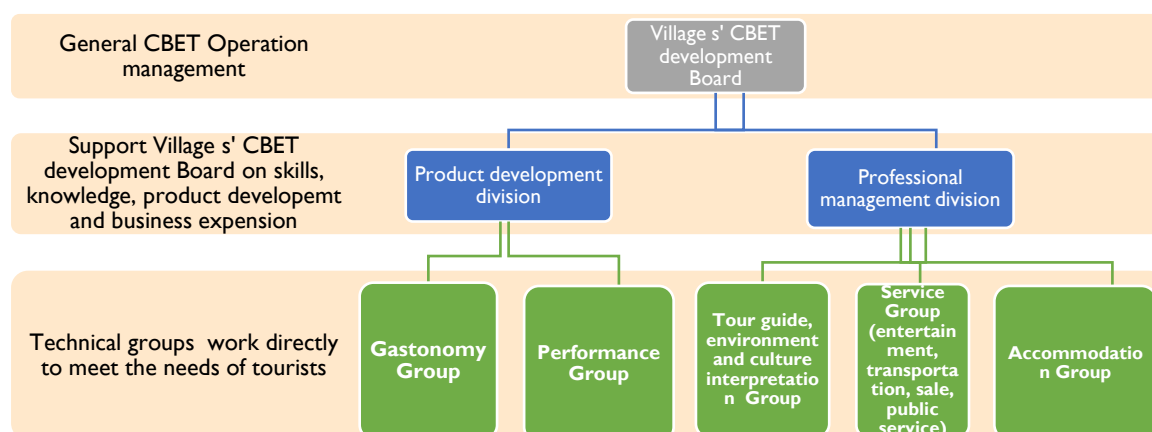 General CBET Operation
management
Village s' CBET
development
Board
Support Village s' CBET
development Board on skills,
knowledge, product developemt
and business expension
Product development
division
Professional
management division
Technical groups work directly
to meet the needs of tourists
Gastonomy
Group
Performance
Group
Tour guide,
environment
and culture
interpretatio
n Group
Service
Group
(entertain
ment,
transporta
tion, sale,
public
service)
Accommodatio
n Group